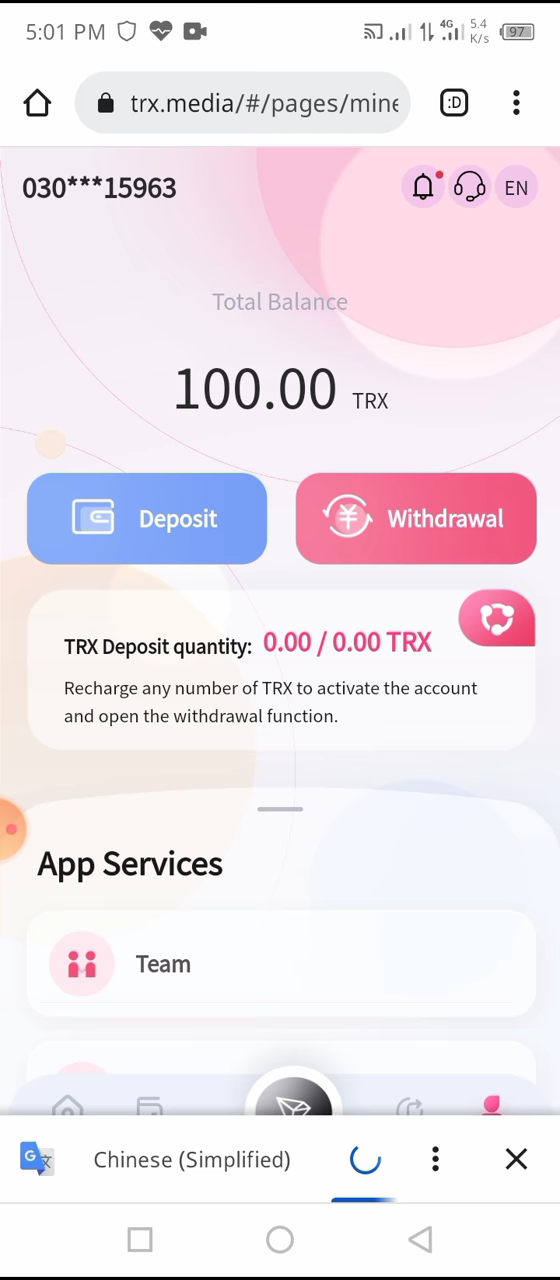 5:01 PM
4G
5.4
K/s
97
trx.media/#/pages/mine
:D
030***15963
EN
Total Balance
100.00 TRX
Deposit
¥
Withdrawal
TRX Deposit quantity: 0.00 / 0.00 TRX
Recharge any number of TRX to activate the account
and open the withdrawal function.
App Services
Team
G 文
Chinese (Simplified)